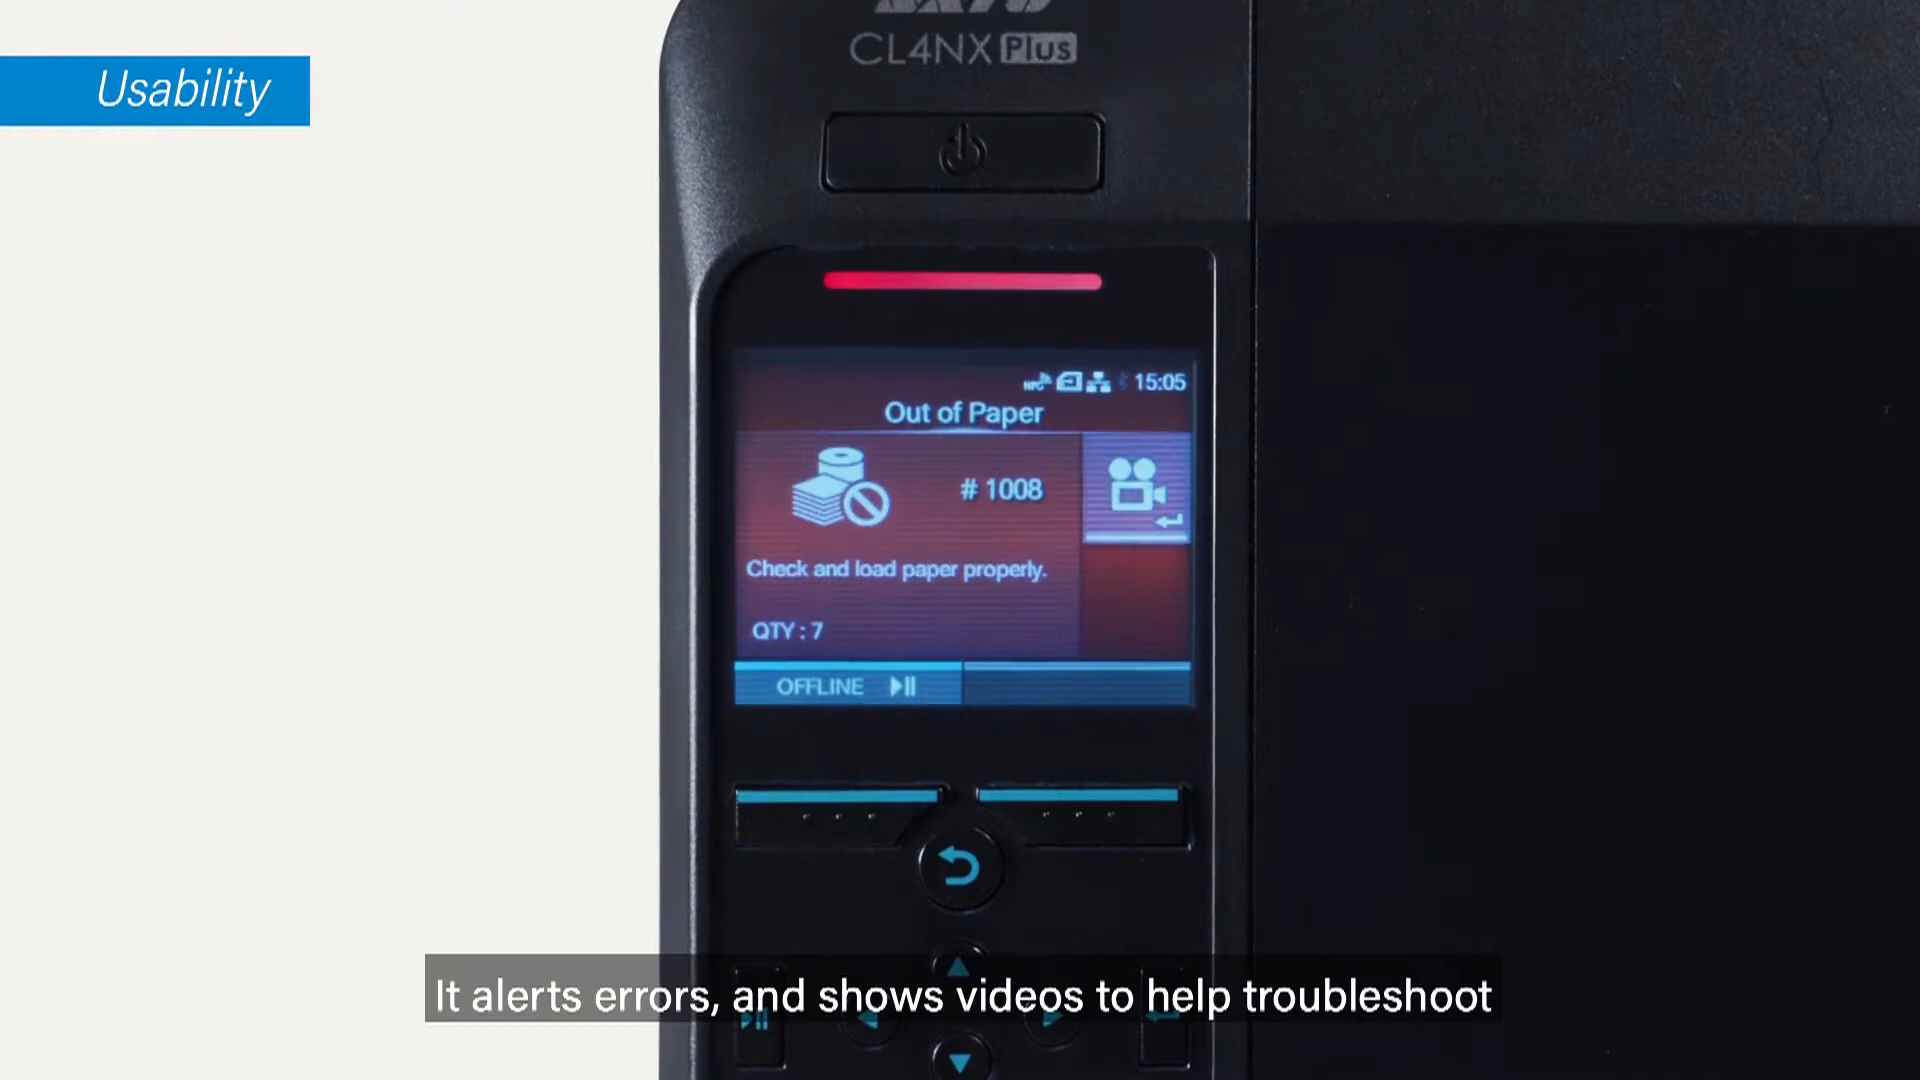 CL4NX Plus
Usability
NFC 15:05
Out of Paper
# 1008
Check and load paper properly.
QTY : 7
OFFLINE
It alerts errors, and shows videos to help troubleshoot